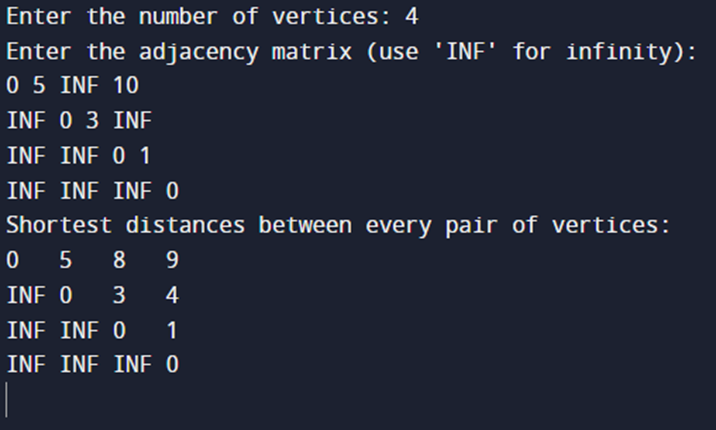 Enter the number of vertices: 4
Enter the adjacency matrix (use 'INF' for infinity):
0 5 INF 10
INF 0 3 INF
INF INF 0 1
INF INF INF 0
Shortest distances between every pair of vertices:
0   5   8   9
INF 0   3   4
INF INF 0   1
INF INF INF 0